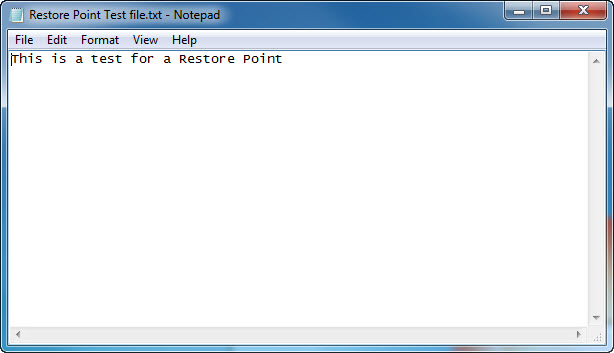 Restore Point Test file.txt - Notepad
File Edit Format View Help
This is a test for a Restore Point